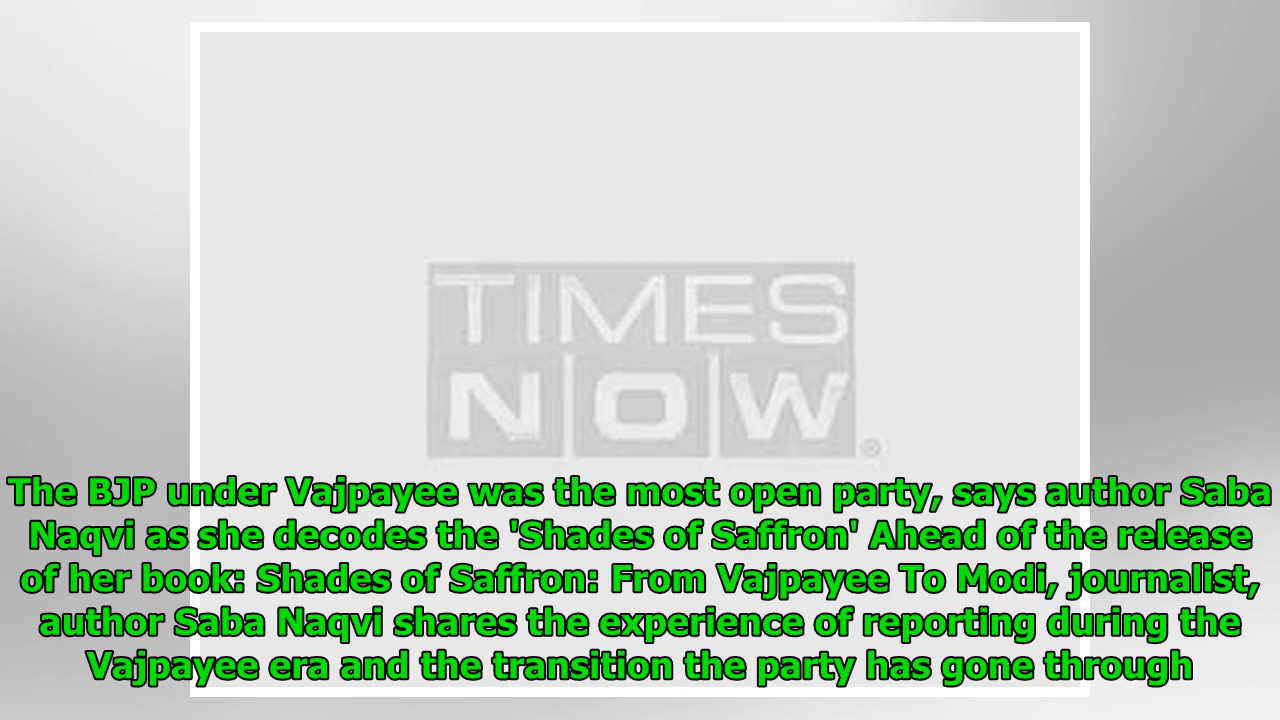 TIMES
NOW
The BJP under Vajpayee was the most open party, says author Saba
Naqvi as she decodes the 'Shades of Saffron' Ahead of the release
of her book: Shades of Saffron: From Vajpayee To Modi, journalist,
author Saba Naqvi shares the experience of reporting during the
Vajpayee era and the transition the party has gone through